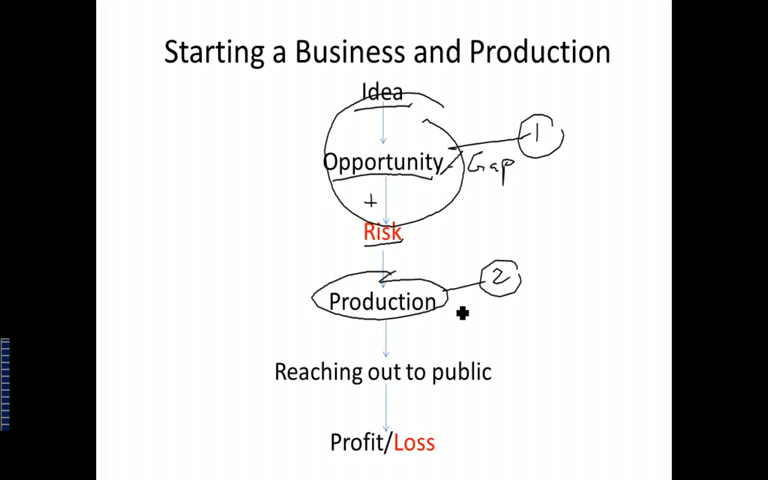 Starting a Business and Production
Idea
1
Opportunity
Gap
+
Risk
2
Production
Reaching out to public
Profit/Loss